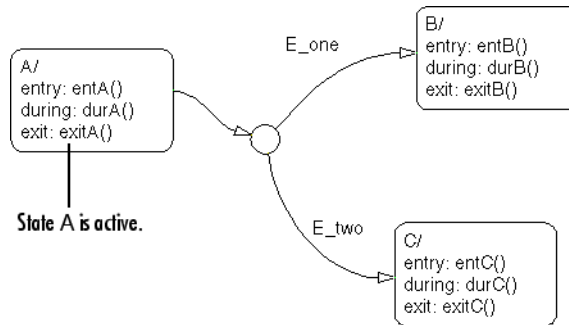 A/
entry: entA()
during: durA()
exit: exitA()
State A is active.
E_one
B/
entry: entB()
during: durB()
exit: exitB()
E_two
C/
entry: entC()
during: durC()
exit: exitC()